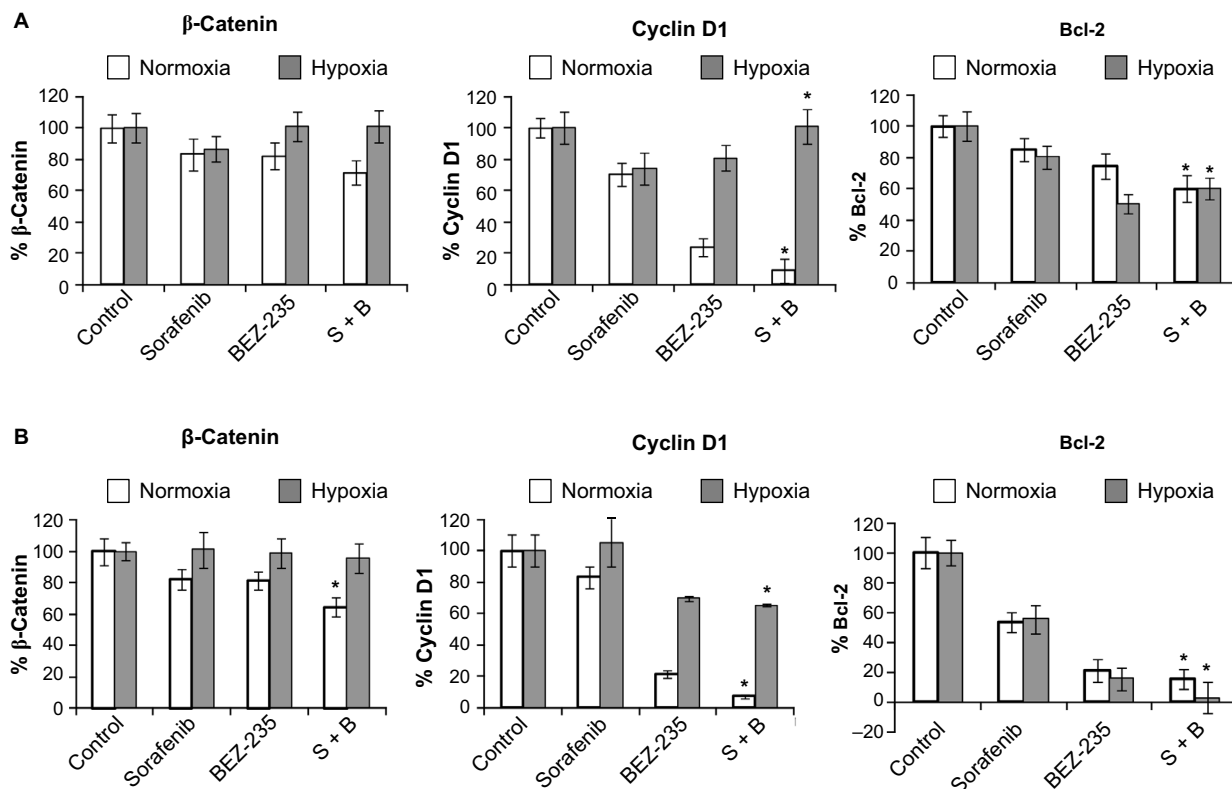 A
β-Catenin
Normoxia Hypoxia
% β-Catenin
120
100
80
60
40
20
0
Control
Sorafenib
BEZ-235
S + B
Cyclin D1
Normoxia Hypoxia
% Cyclin D1
120
100
80
60
40
20
0
* *
Control
Sorafenib
BEZ-235
S + B
Bcl-2
Normoxia Hypoxia
% Bcl-2
120
100
80
60
40
20
0
* *
Control
Sorafenib
BEZ-235
S + B
B
β-Catenin
Normoxia Hypoxia
% β-Catenin
120
100
80
60
40
20
0
*
Control
Sorafenib
BEZ-235
S + B
Cyclin D1
Normoxia Hypoxia
% Cyclin D1
120
100
80
60
40
20
0
* *
Control
Sorafenib
BEZ-235
S + B
Bcl-2
Normoxia Hypoxia
% Bcl-2
120
100
80
60
40
20
0
–20
* *
Control
Sorafenib
BEZ-235
S + B